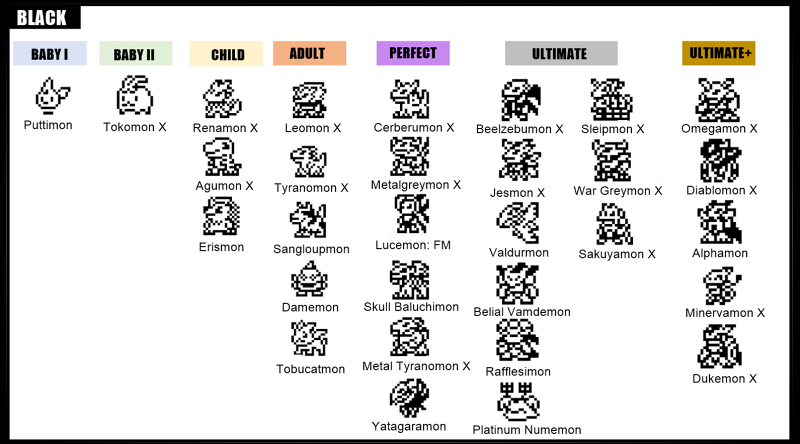 BLACK
BABY I
BABY II
CHILD
ADULT
PERFECT
ULTIMATE
ULTIMATE+
Puttimon
Tokomon X
Renamon X
Leomon X
Cerberumon X
Beelzebumon X
Sleipmon X
Omegamon X
Agumon X
Tyranomon X
Metalgreymon X
Jesmon X
War Greymon X
Diablomon X
Erismon
Sangloupmon
Lucemon: FM
Valdurmon
Sakuyamon X
Alphamon
Damemon
Skull Baluchimon
Belial Vamdemon
Minervamon X
Tobucatmon
Metal Tyranomon X
Rafflesimon
Dukemon X
Yatagaramon
Platinum Numemon